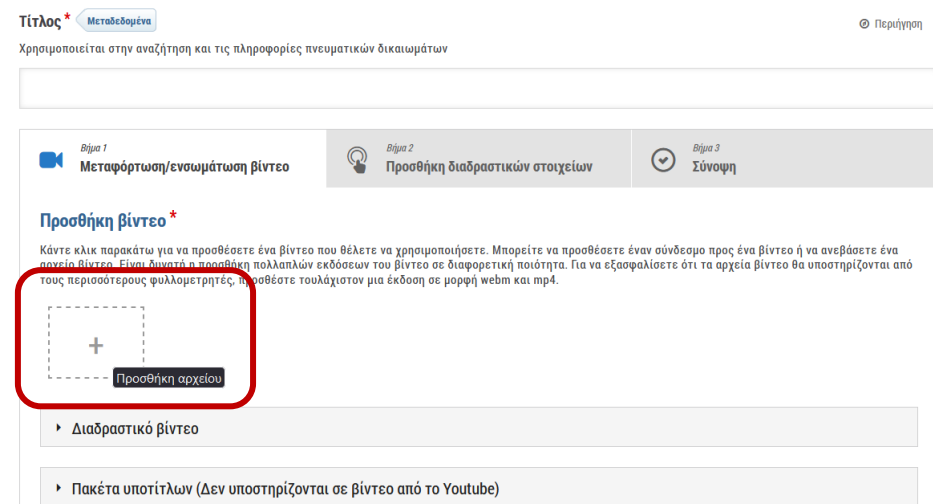 Τίτλος * Μεταδεδομένα
Περιήγηση
Χρησιμοποιείται στην αναζήτηση και τις πληροφορίες πνευματικών δικαιωμάτων
Βήμα 1
Μεταφόρτωση/ενσωμάτωση βίντεο
Βήμα 2
Προσθήκη διαδραστικών στοιχείων
Βήμα 3
Σύνοψη
Προσθήκη βίντεο *
Κάντε κλικ παρακάτω για να προσθέσετε ένα βίντεο που θέλετε να χρησιμοποιήσετε. Μπορείτε να προσθέσετε έναν σύνδεσμο προς ένα βίντεο ή να ανεβάσετε ένα
αρχείο βίντεο. Είναι δυνατή η προσθήκη πολλαπλών εκδόσεων του βίντεο σε διαφορετική ποιότητα. Για να εξασφαλίσετε ότι τα αρχεία βίντεο θα υποστηρίζονται από
τους περισσότερους φυλλομετρητές, προσθέστε τουλάχιστον μια έκδοση σε μορφή webm και mp4.
+
Προσθήκη αρχείου
Διαδραστικό βίντεο
Πακέτα υποτίτλων (Δεν υποστηρίζονται σε βίντεο από το Youtube)